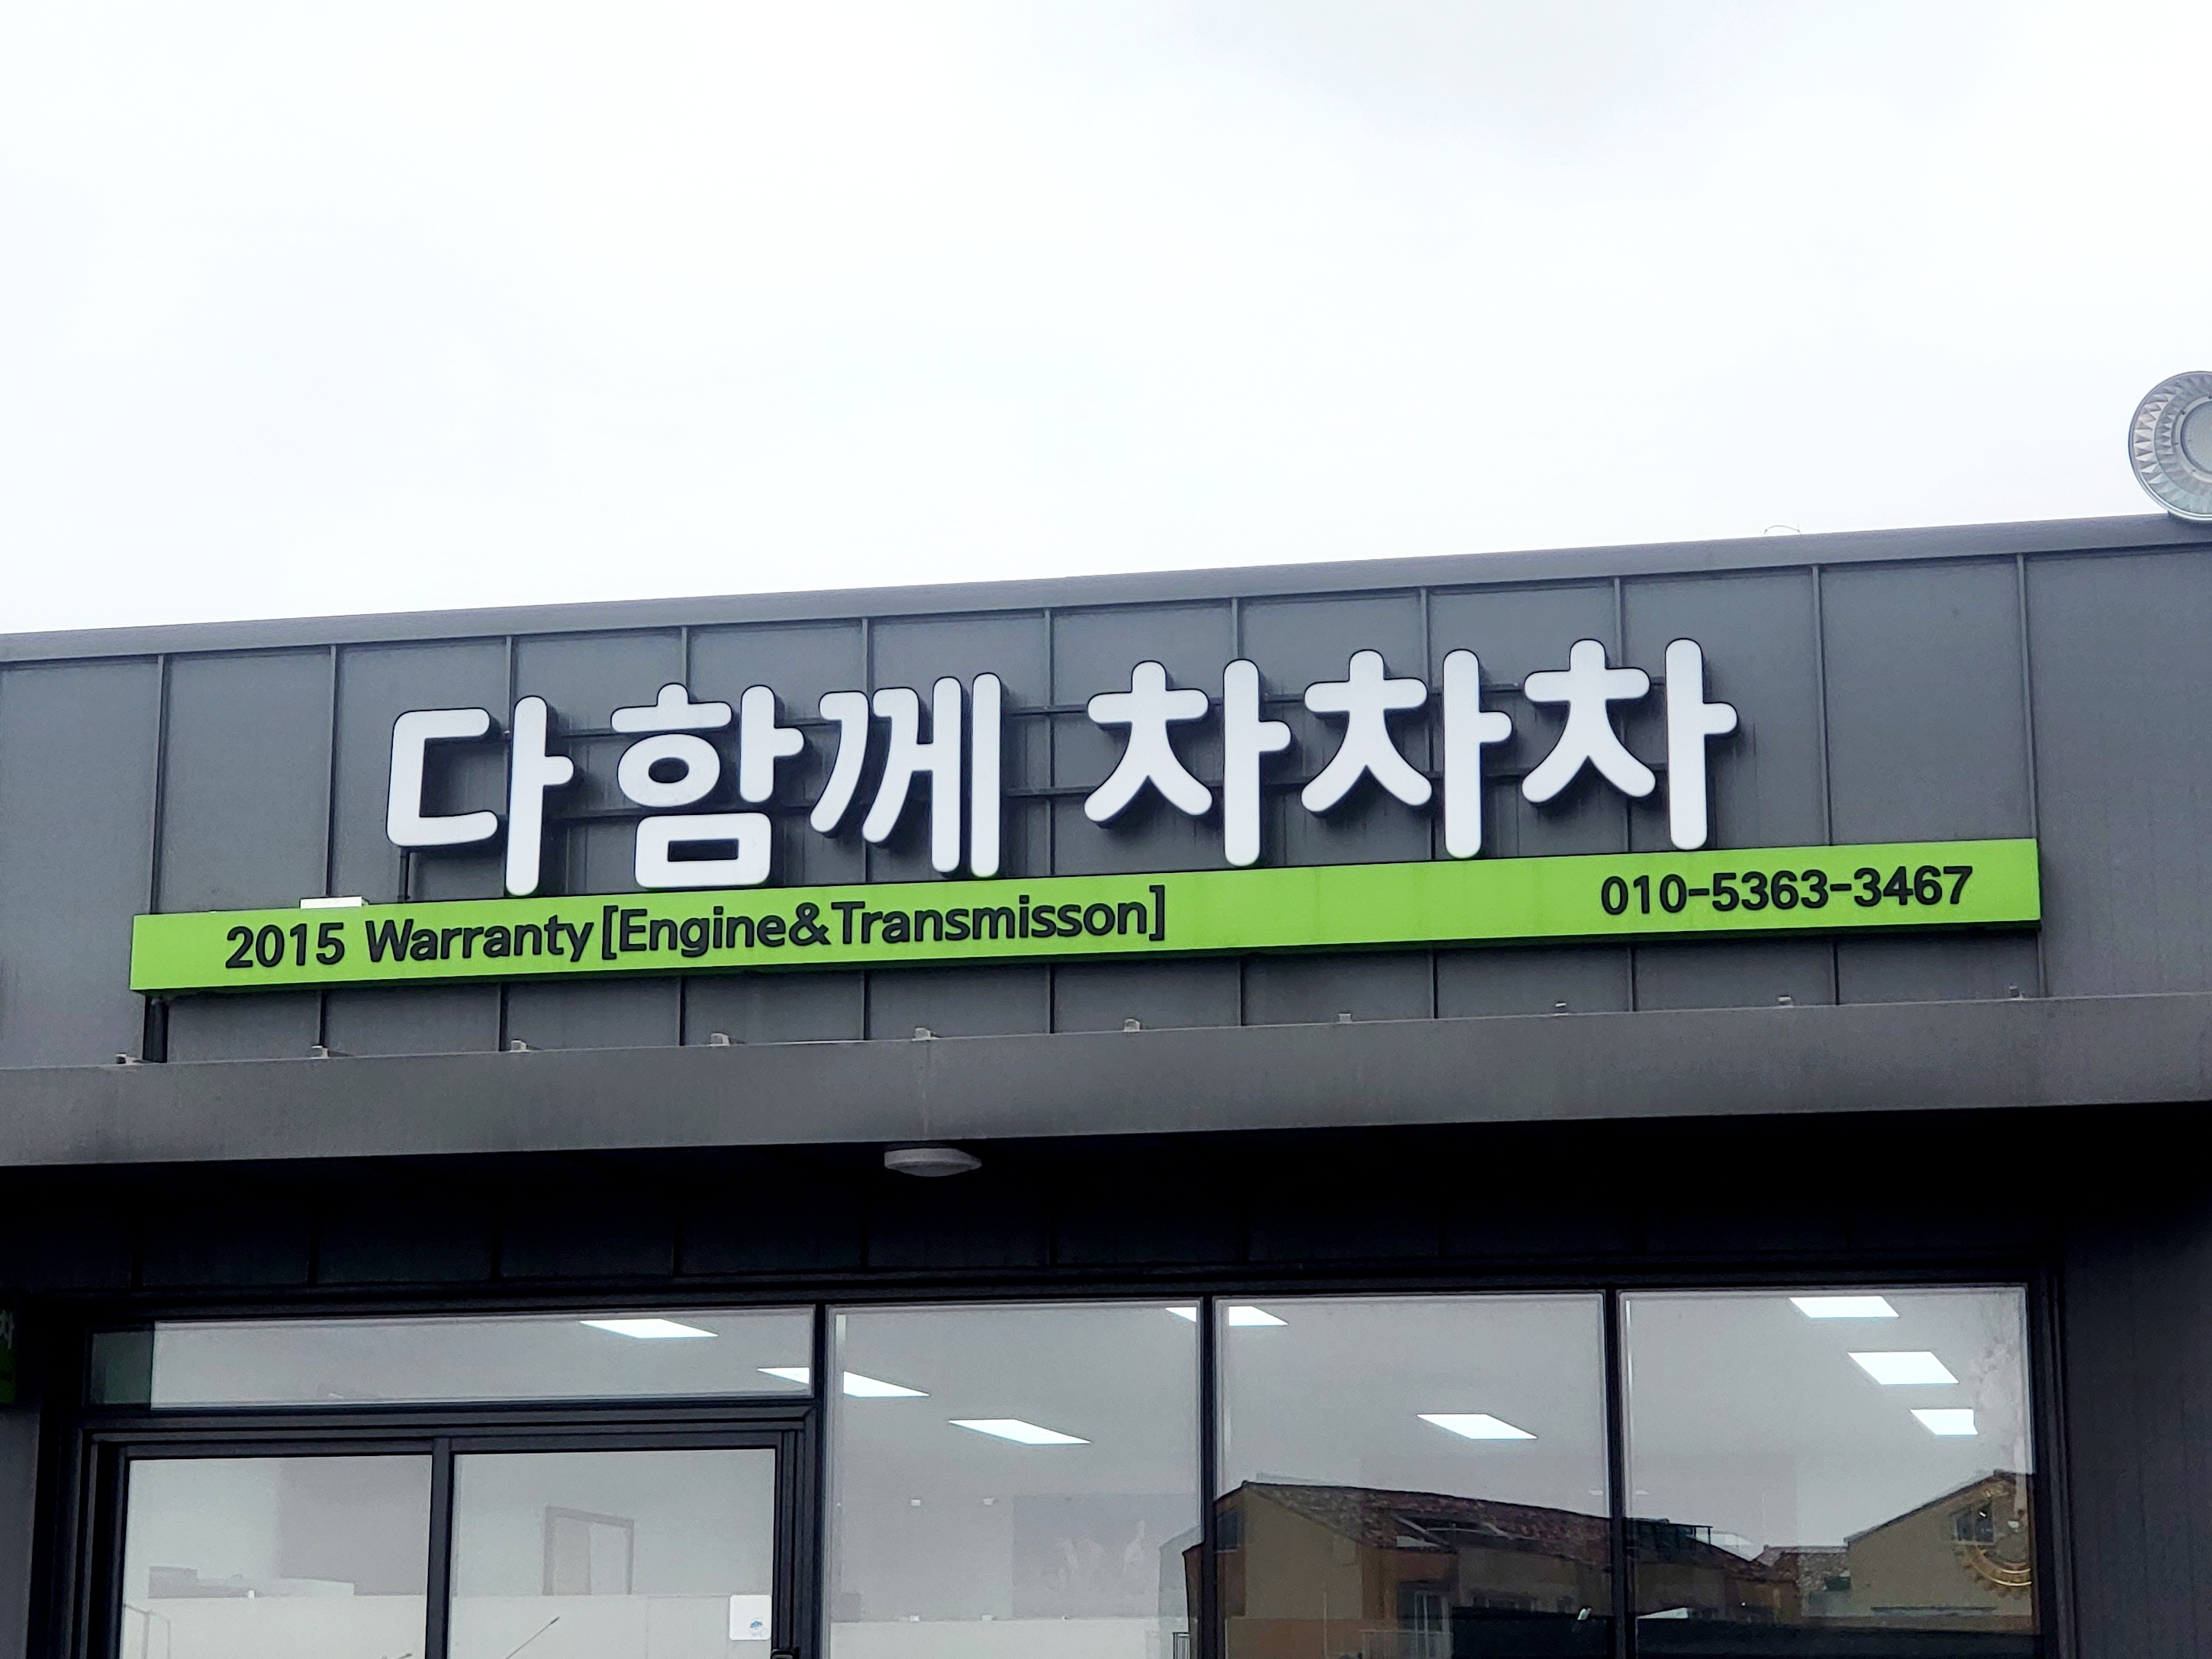 다함께 차차차
2015 Warranty[Engine&Transmisson] 010-5363-3467